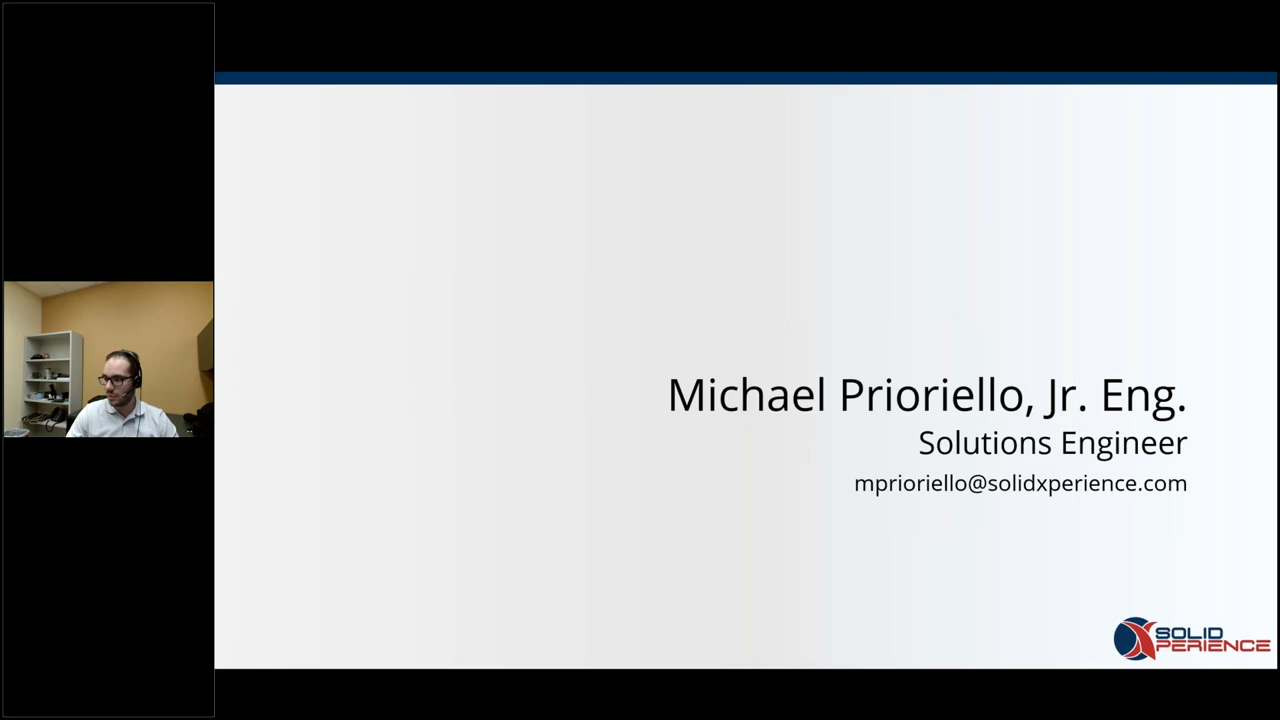 Michael Prioriello, Jr. Eng.
Solutions Engineer
mprioriello@solidxperience.com
SOLID
XPERIENCE